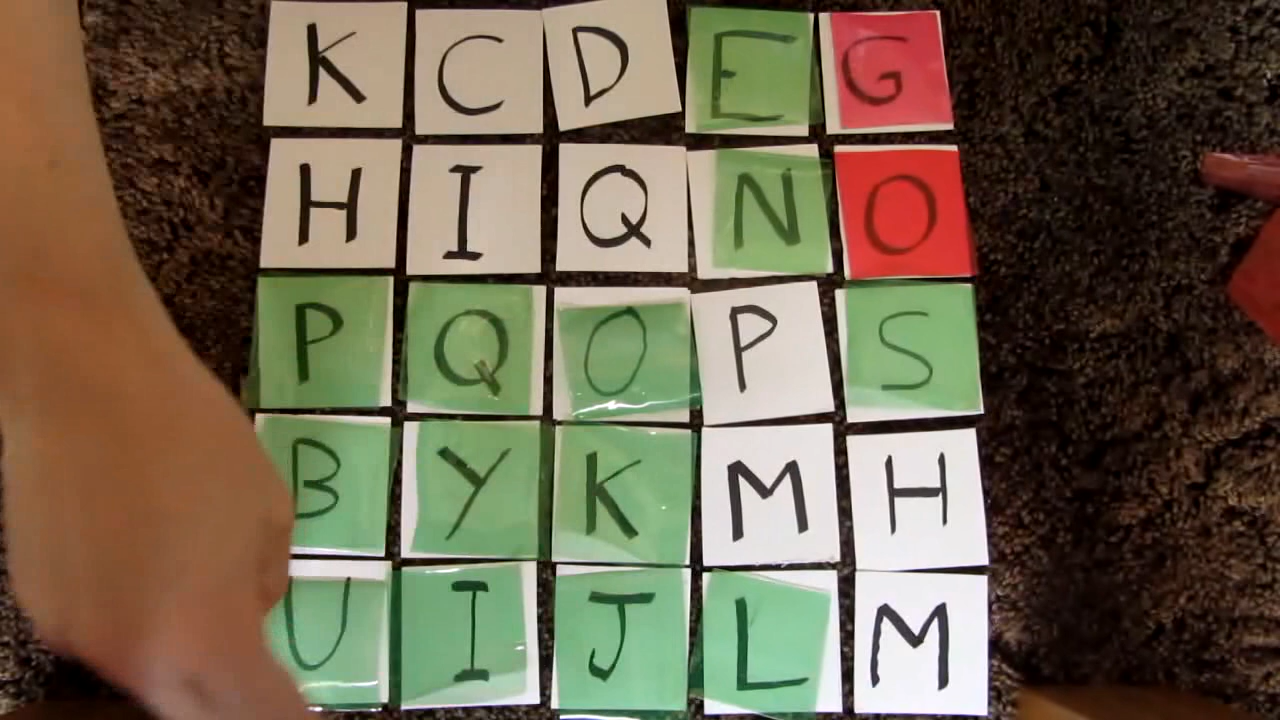 K C D E G
H I Q N O
P Q O P S
B Y K M H
U I J L M